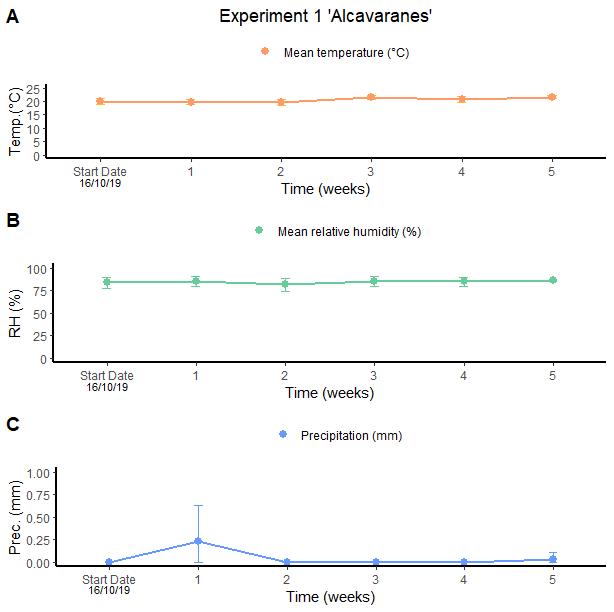 Experiment 1 'Alcavaranes'
A
Mean temperature (°C)
Temp.(°C)
25
20
15
10
5
0
Start Date 1 2 3 4 5
16/10/19
Time (weeks)
B
Mean relative humidity (%)
RH (%)
100
75
50
25
0
Start Date 1 2 3 4 5
16/10/19
Time (weeks)
C
Precipitation (mm)
Prec. (mm)
1.00
0.75
0.50
0.25
0.00
Start Date 1 2 3 4 5
16/10/19
Time (weeks)